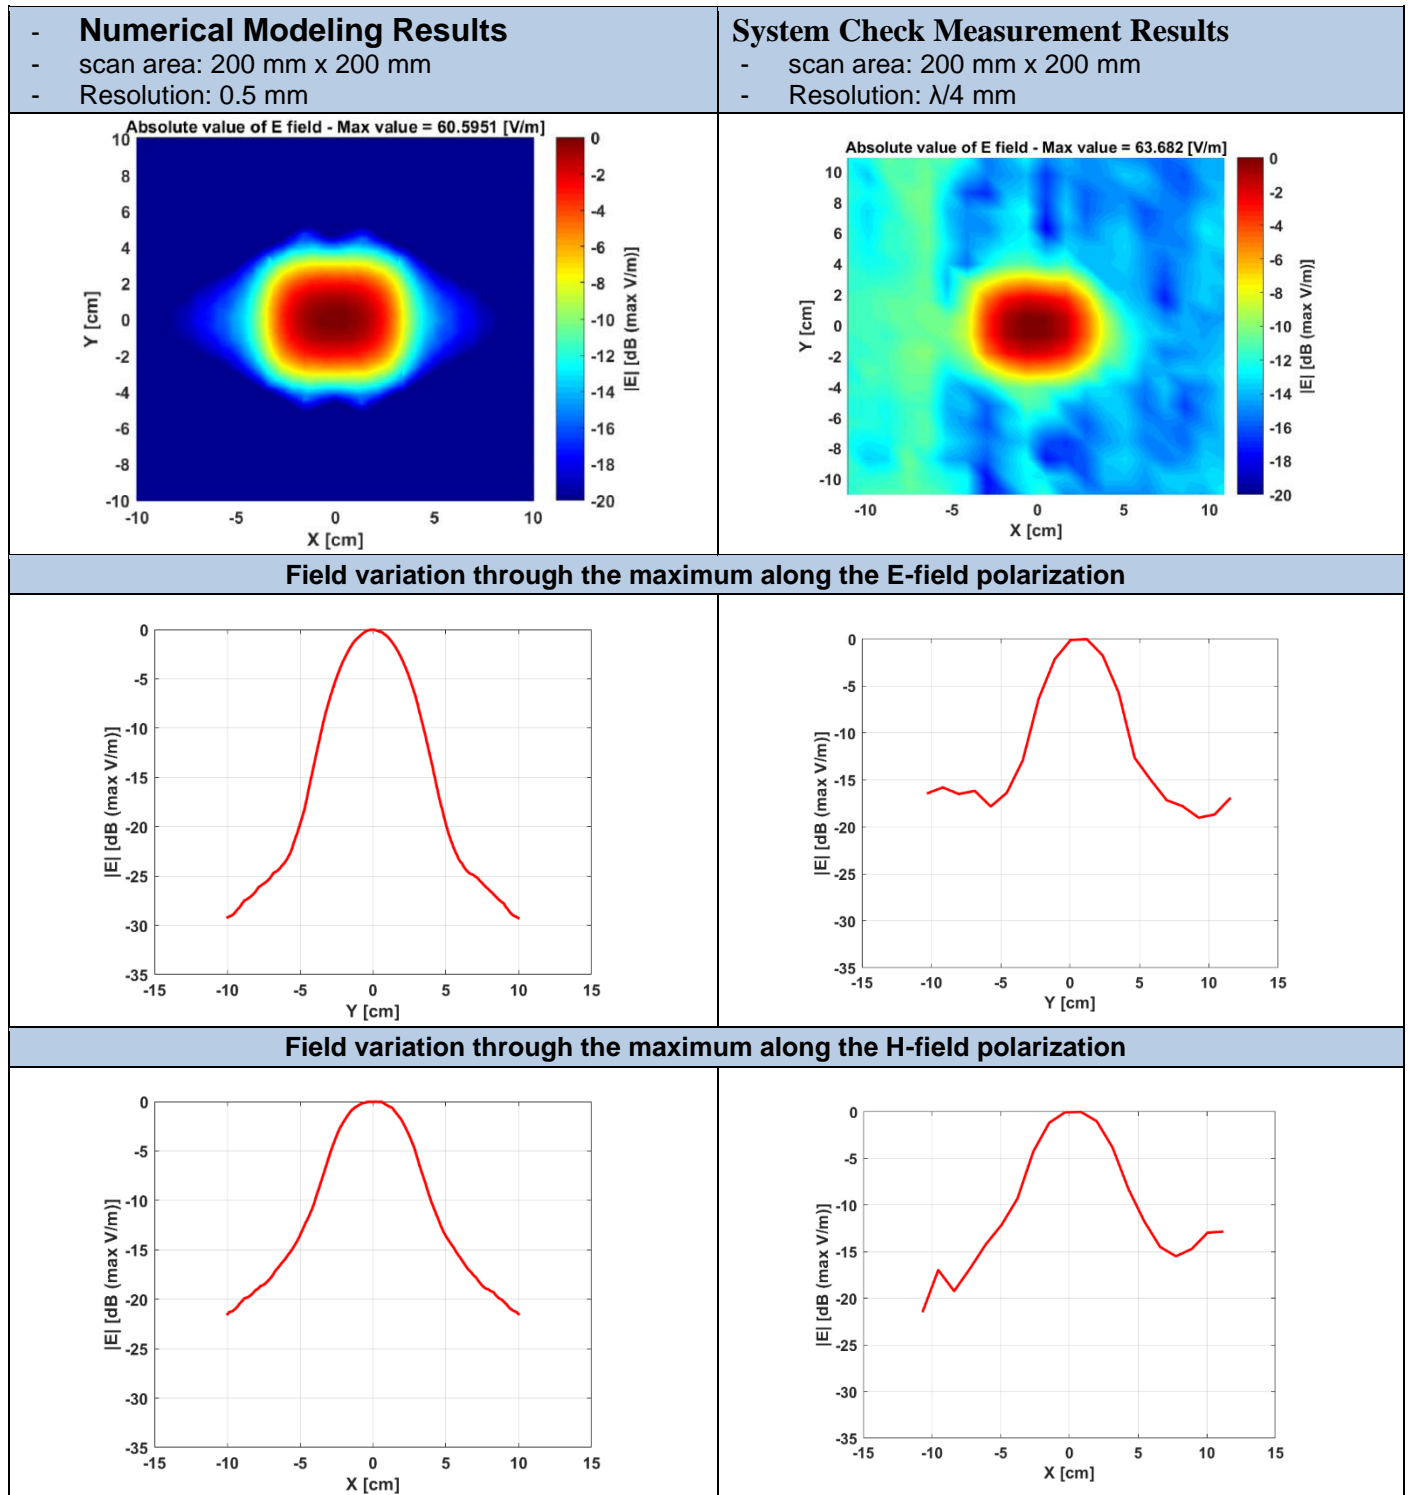 - Numerical Modeling Results
- scan area: 200 mm x 200 mm
- Resolution: 0.5 mm
System Check Measurement Results
- scan area: 200 mm x 200 mm
- Resolution: λ/4 mm
Absolute value of E field - Max value = 60.5951 [V/m]
10
8
6
4
2
0
-2
-4
-6
-8
-10
Y [cm]
-10 -5 0 5 10
X [cm]
0
-2
-4
-6
-8
-10
-12
-14
-16
-18
-20
|E| [dB (max V/m)]
Absolute value of E field - Max value = 63.682 [V/m]
10
8
6
4
2
0
-2
-4
-6
-8
-10
Y [cm]
-10 -5 0 5 10
X [cm]
0
-2
-4
-6
-8
-10
-12
-14
-16
-18
-20
|E| [dB (max V/m)]
Field variation through the maximum along the E-field polarization
0
-5
-10
-15
-20
-25
-30
-35
|E| [dB (max V/m)]
-15 -10 -5 0 5 10 15
Y [cm]
0
-5
-10
-15
-20
-25
-30
-35
|E| [dB (max V/m)]
-15 -10 -5 0 5 10 15
Y [cm]
Field variation through the maximum along the H-field polarization
0
-5
-10
-15
-20
-25
-30
-35
|E| [dB (max V/m)]
-15 -10 -5 0 5 10 15
X [cm]
0
-5
-10
-15
-20
-25
-30
-35
|E| [dB (max V/m)]
-15 -10 -5 0 5 10 15
X [cm]